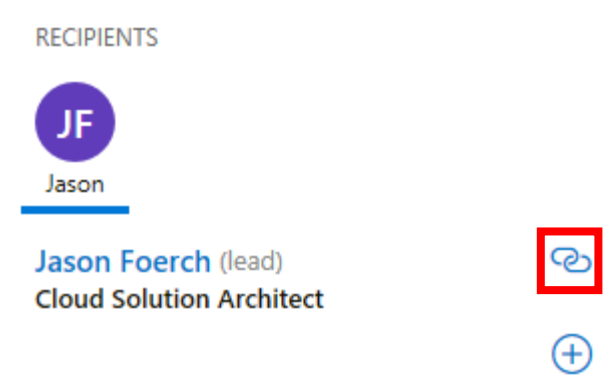 RECIPIENTS
JF
Jason
Jason Foerch (lead)
Cloud Solution Architect